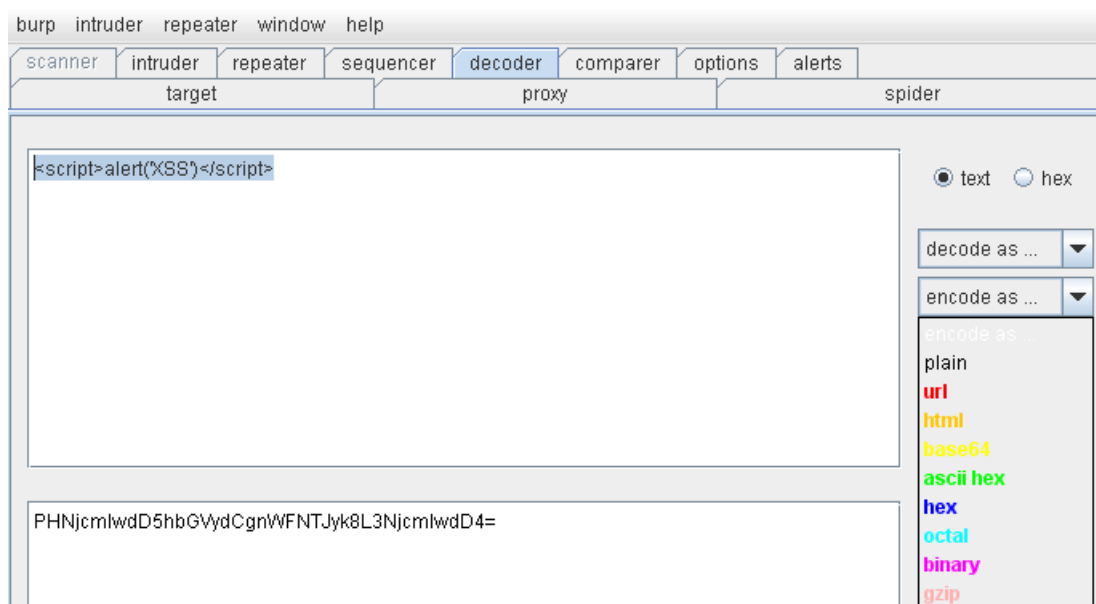 burp intruder repeater window help
scanner intruder repeater sequencer decoder comparer options alerts
target proxy spider
<script>alert('XSS')</script>
text hex
decode as ...
encode as ...
encode as ...
plain
url
html
base64
ascii hex
hex
octal
binary
gzip
PHNjcmlwdD5hbGVydCgnWFNTJyk8L3NjcmlwdD4=